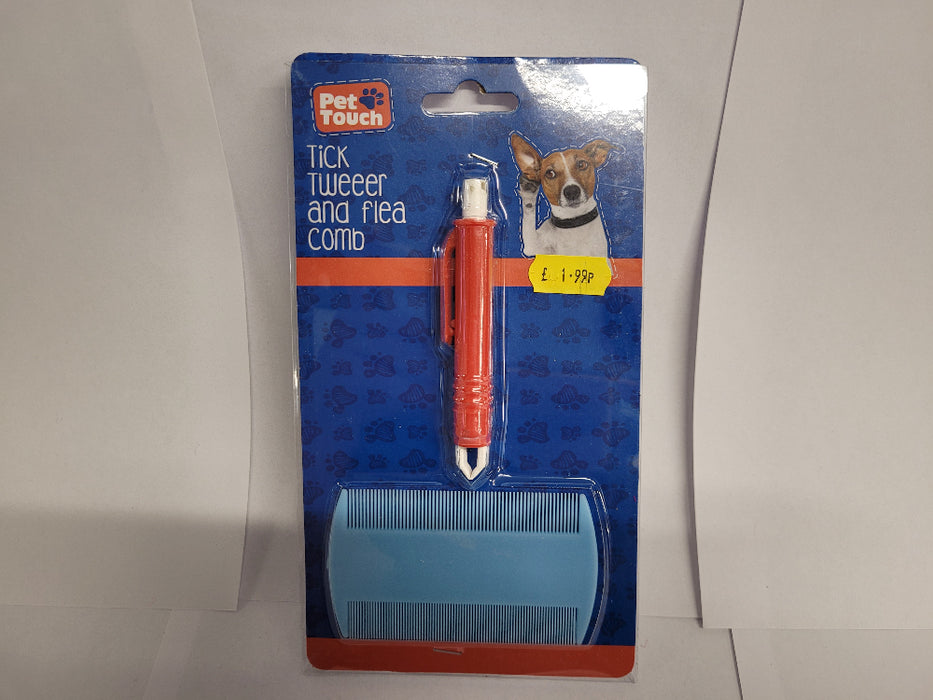 Pet
Touch
Tick
Tweeer
and flea
comb
£ 1.99P